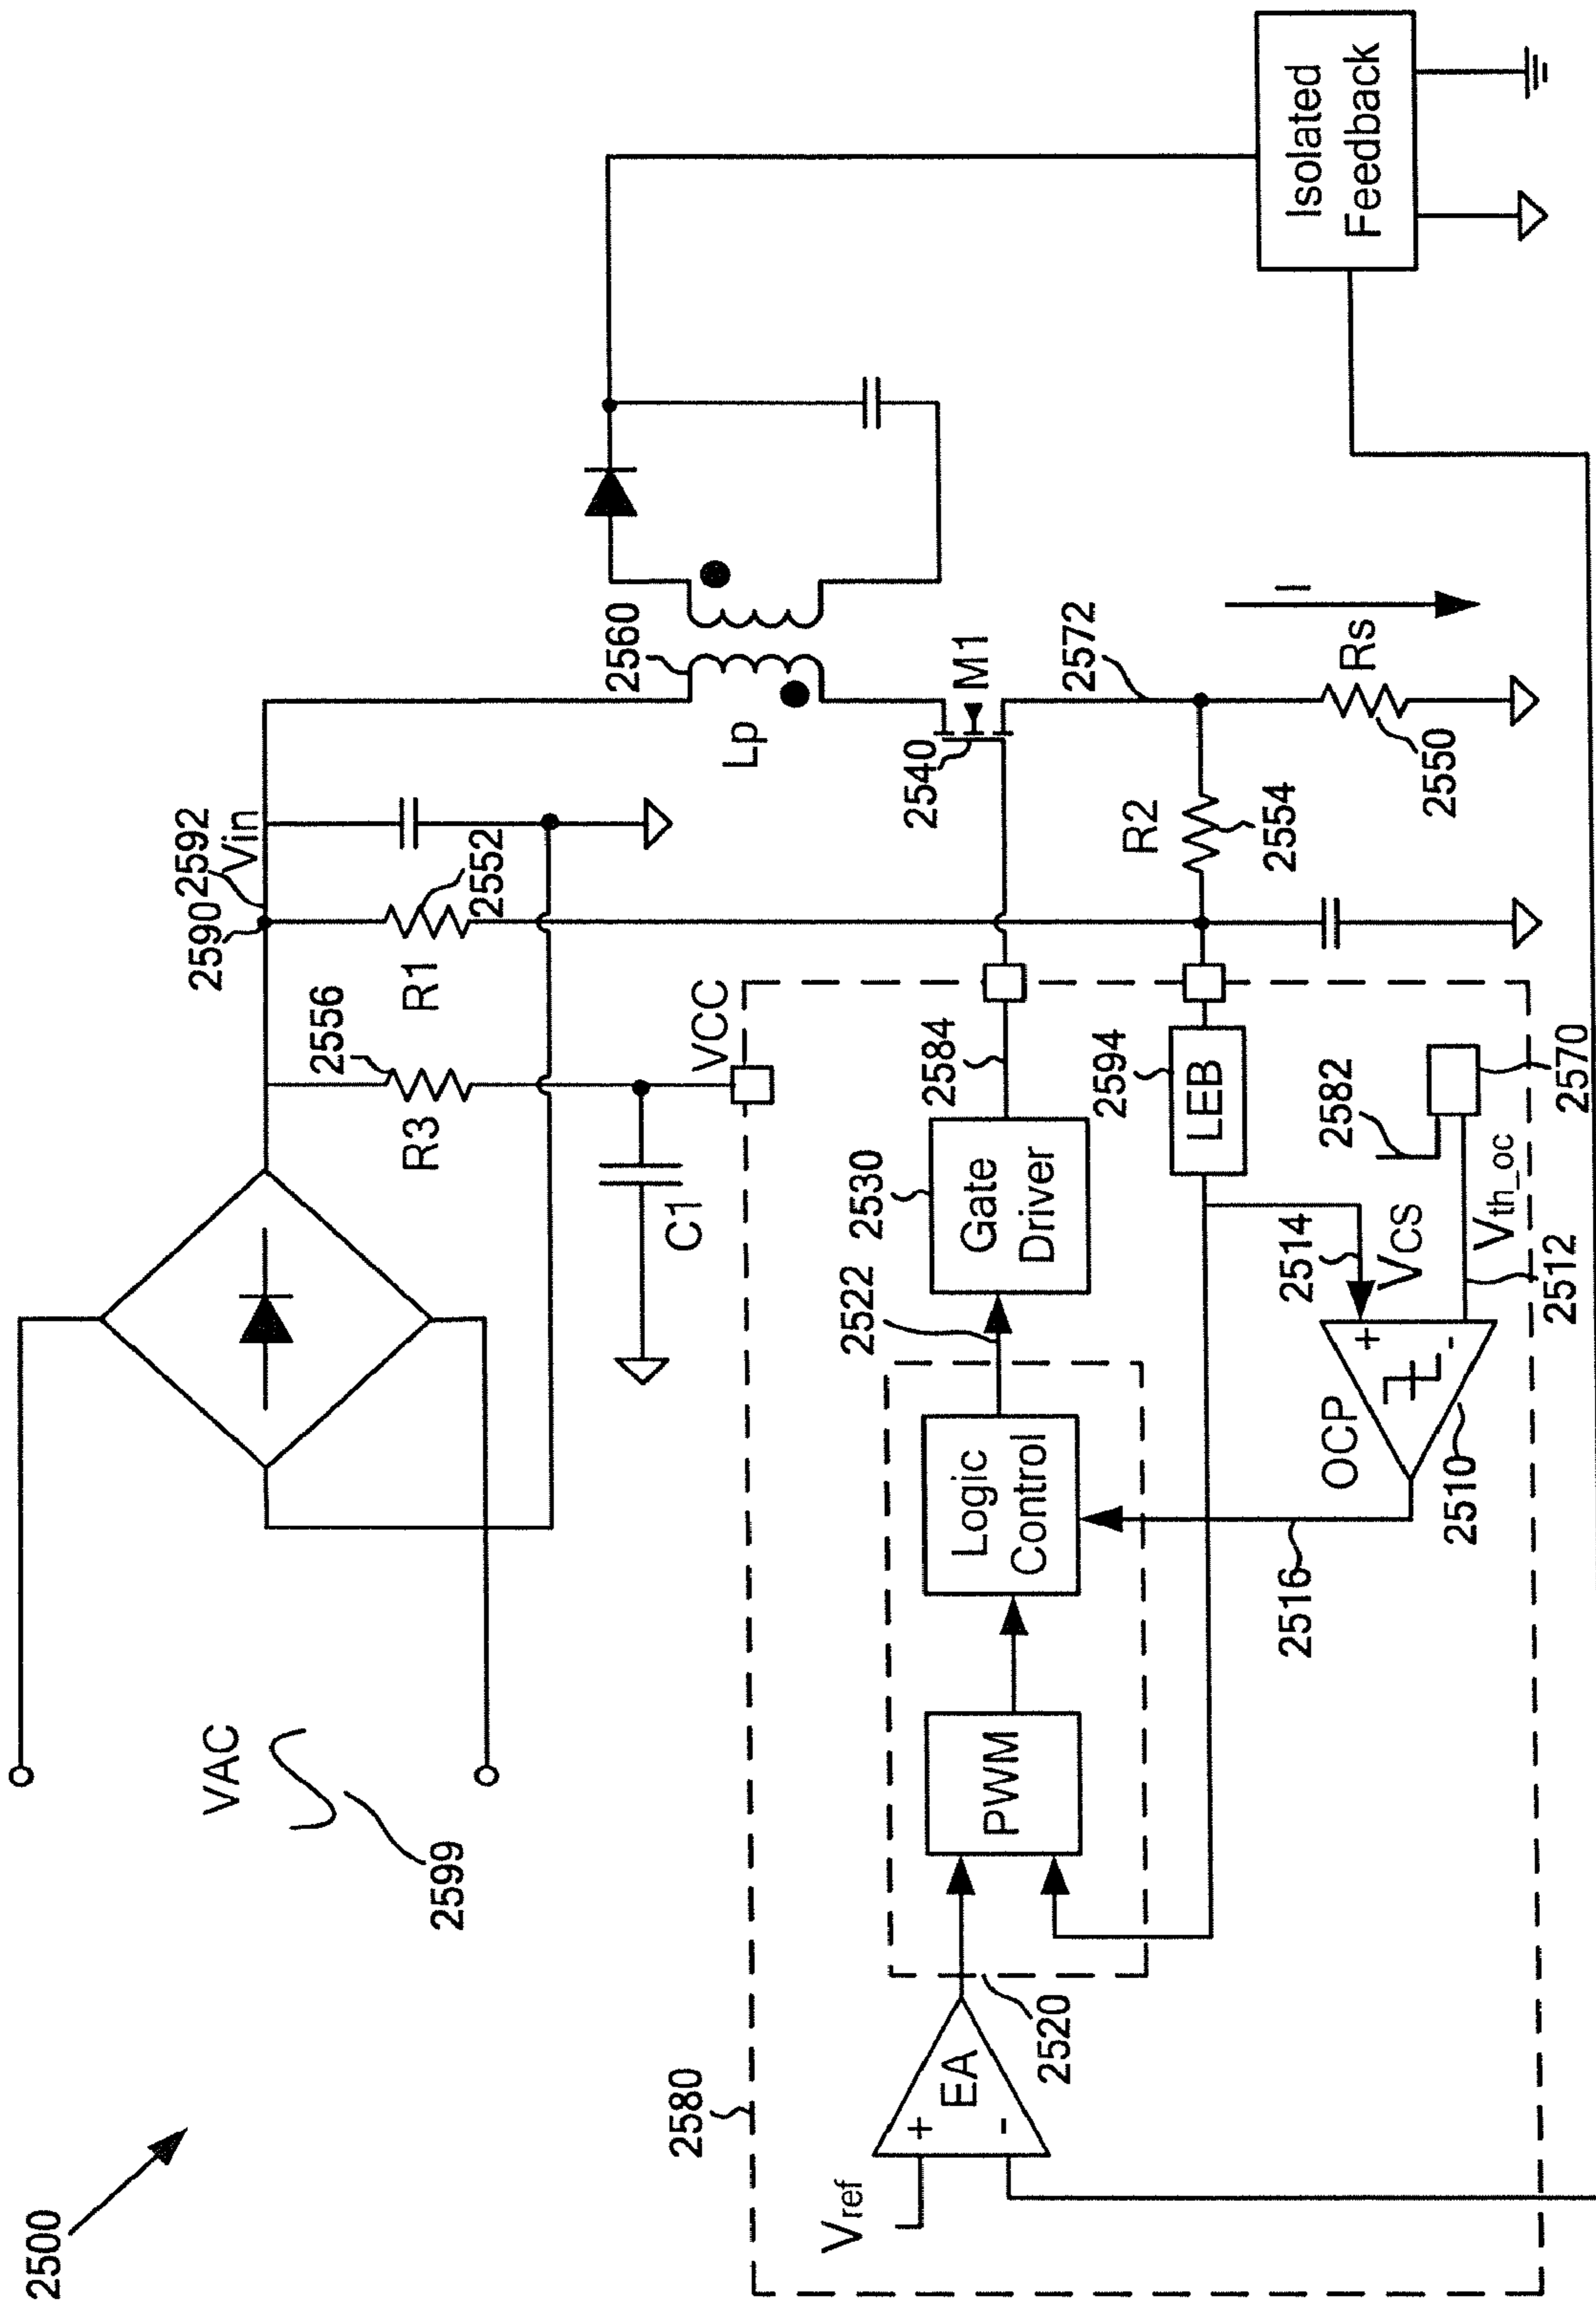 2500
VAC
2599
2590
2592
Vin
2556
R3
R1
2552
C1
VCC
Lp
2560
2580
Vref
+
EA
-
2520
PWM
Logic
Control
2522
2530
Gate
Driver
2584
2540
M1
2572
R2
2554
2594
LEB
I
Rs
2550
2516
OCP
2510
+
-
2514
VCS
2582
Vth_oc
2512
2570
Isolated
Feedback